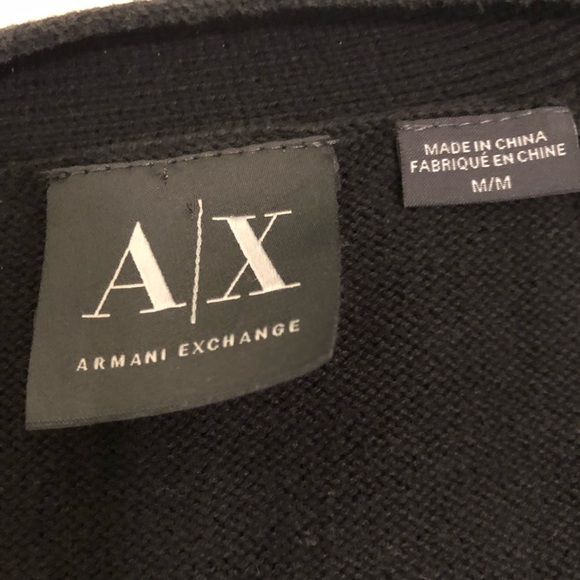 A|X
ARMANI EXCHANGE
MADE IN CHINA
FABRIQUÉ EN CHINE
M/M